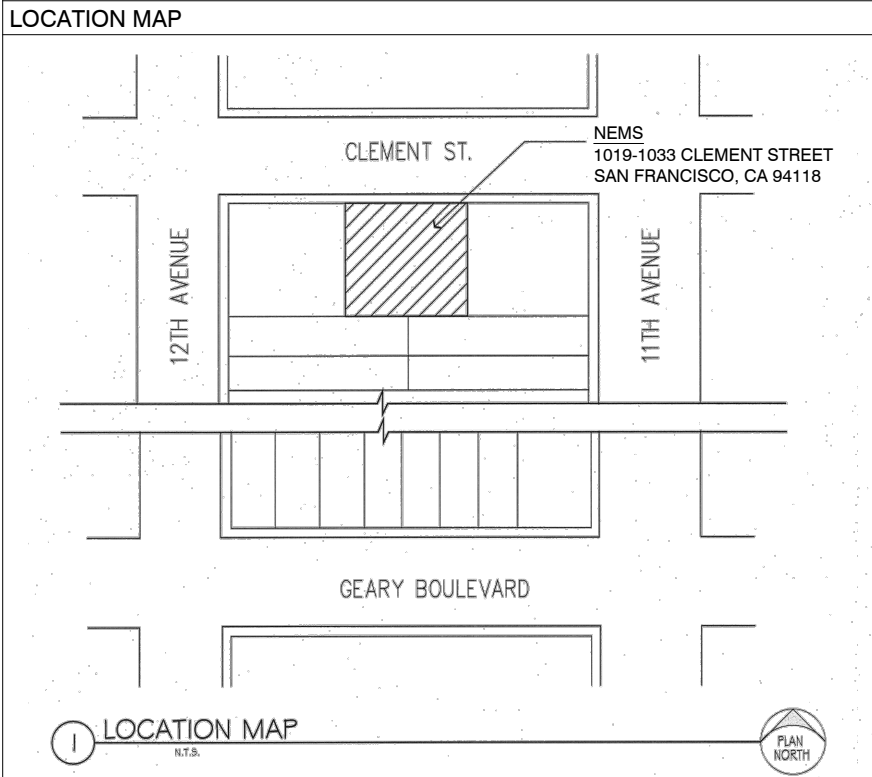 LOCATION MAP
CLEMENT ST.
NEMS
1019-1033 CLEMENT STREET
SAN FRANCISCO, CA 94118
12TH AVENUE
11TH AVENUE
GEARY BOULEVARD
1
LOCATION MAP
N.T.S.
PLAN
NORTH